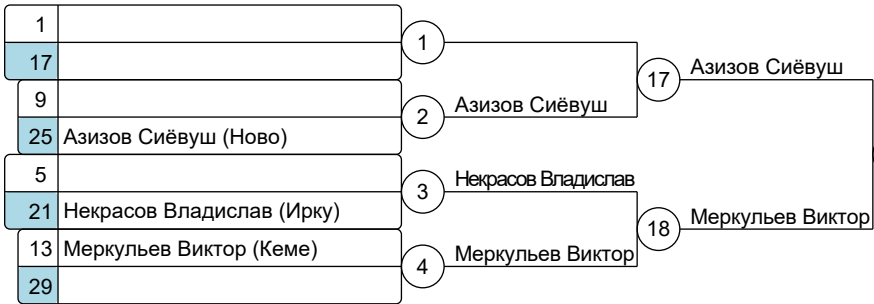 1
17
1
9
25 Азизов Сиёвуш (Ново)
2
Азизов Сиёвуш
17
Азизов Сиёвуш
5
21 Некрасов Владислав (Ирку)
3
Некрасов Владислав
13 Меркульев Виктор (Кеме)
29
4
Меркульев Виктор
18
Меркульев Виктор